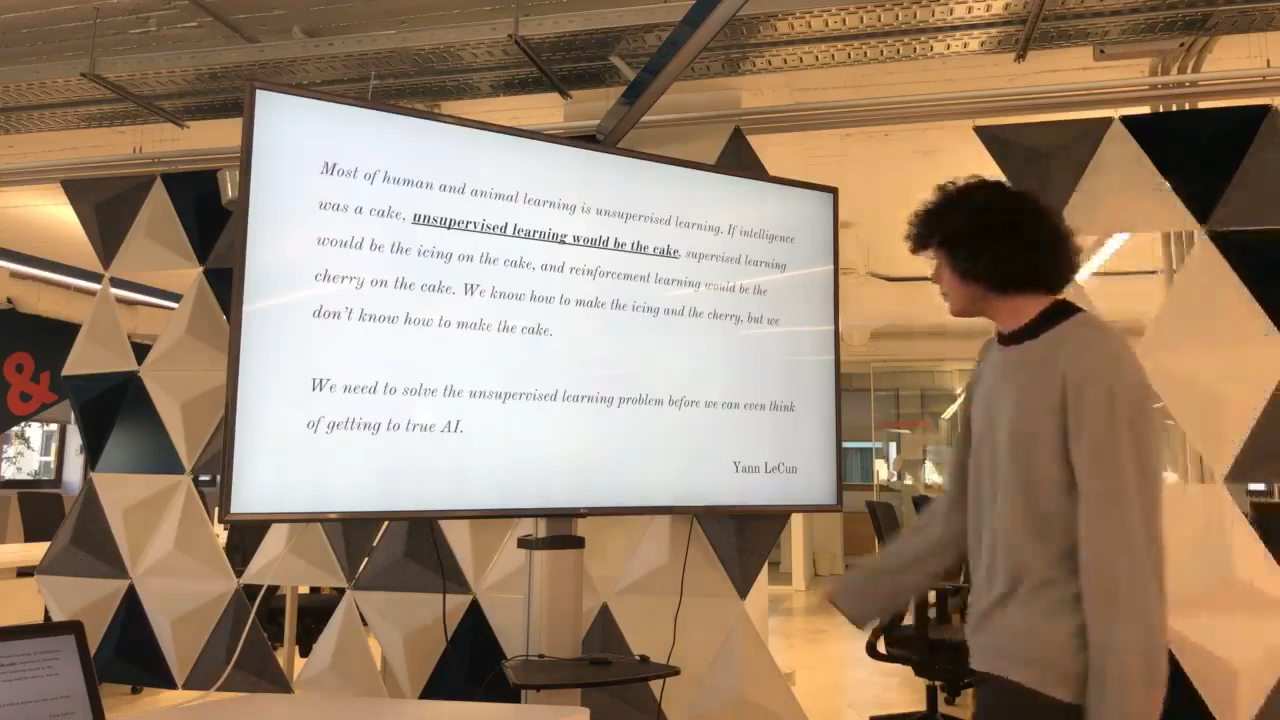 Most of human and animal learning is unsupervised learning. If intelligence
was a cake, unsupervised learning would be the cake, supervised learning
would be the icing on the cake, and reinforcement learning would be the
cherry on the cake. We know how to make the icing and the cherry, but we
don't know how to make the cake.
We need to solve the unsupervised learning problem before we can even think
of getting to true AI.
Yann LeCun
&